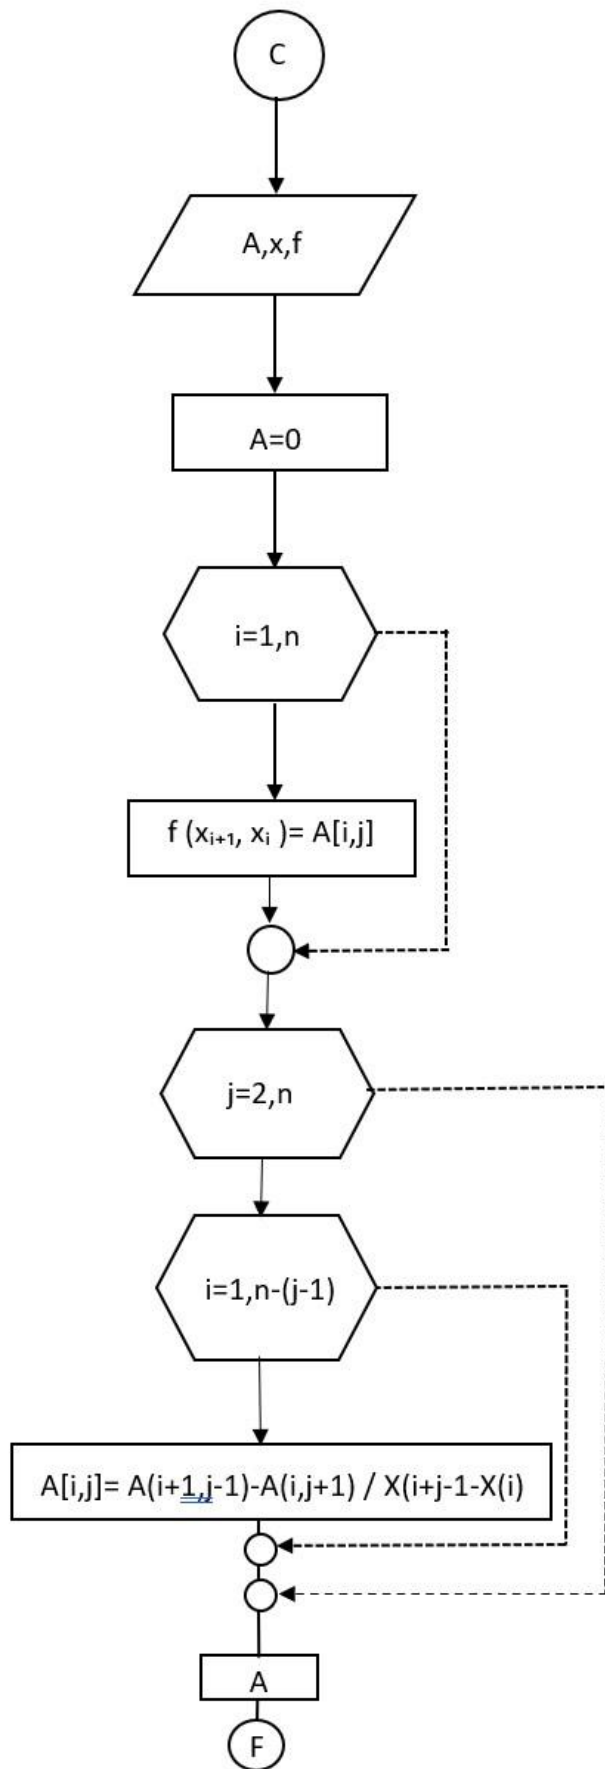 C
A,x,f
A=0
i=1,n
f (xᵢ₊₁, xᵢ )= A[i,j]
j=2,n
i=1,n-(j-1)
A[i,j]= A(i+1,j-1)-A(i,j+1) / X(i+j-1-X(i)
A
F